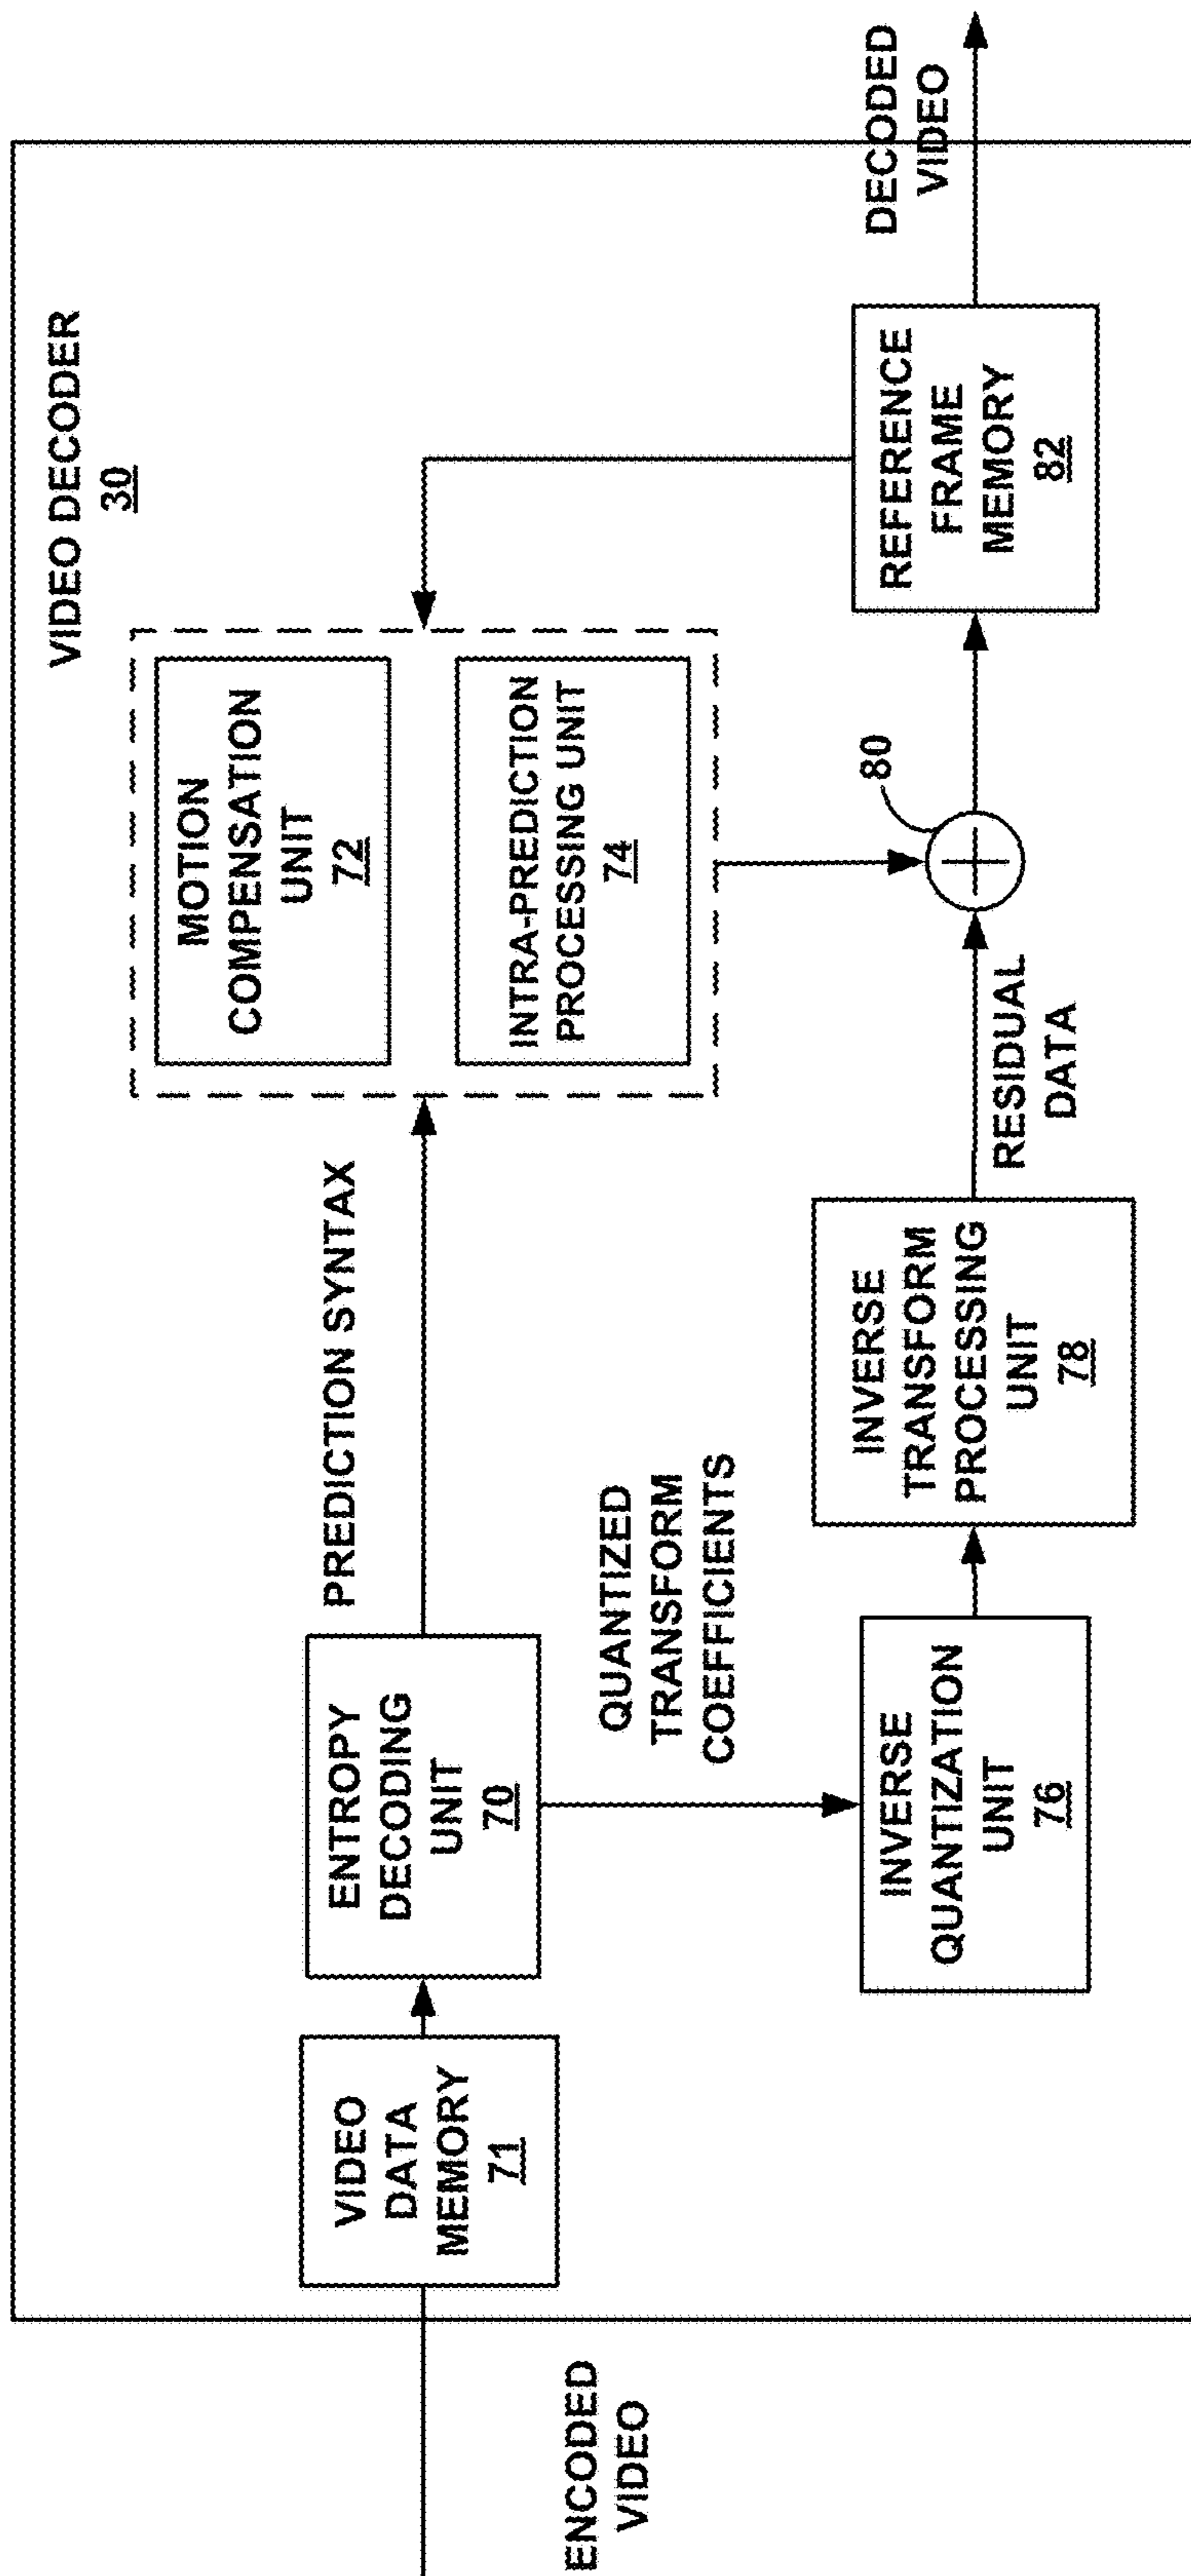 VIDEO DECODER
30
ENCODED
VIDEO
VIDEO
DATA
MEMORY
71
ENTROPY
DECODING
UNIT
70
PREDICTION SYNTAX
MOTION
COMPENSATION
UNIT
72
INTRA-PREDICTION
PROCESSING UNIT
74
QUANTIZED
TRANSFORM
COEFFICIENTS
INVERSE
QUANTIZATION
UNIT
76
INVERSE
TRANSFORM
PROCESSING
UNIT
78
RESIDUAL
DATA
80
REFERENCE
FRAME
MEMORY
82
DECODED
VIDEO